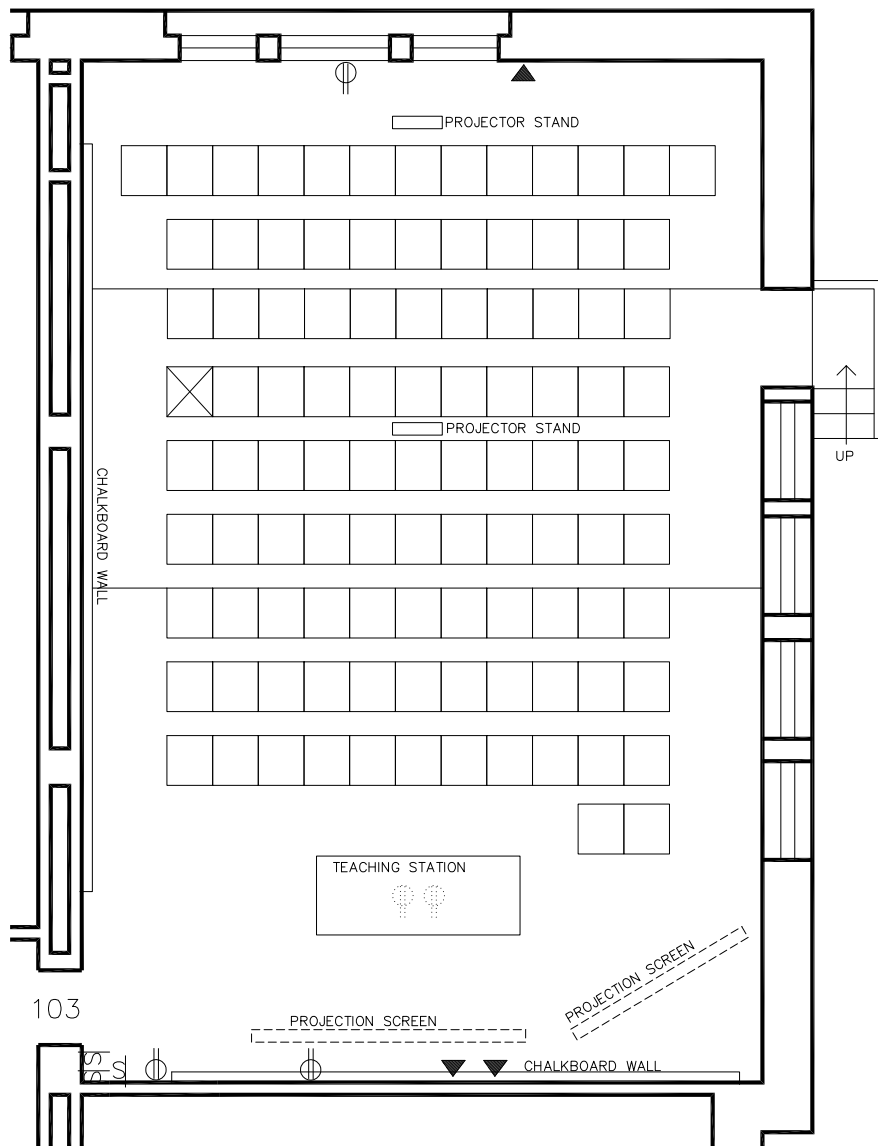 PROJECTOR STAND
PROJECTOR STAND
UP
CHALKBOARD WALL
TEACHING STATION
PROJECTION SCREEN
103
PROJECTION SCREEN
CHALKBOARD WALL
S
S
S